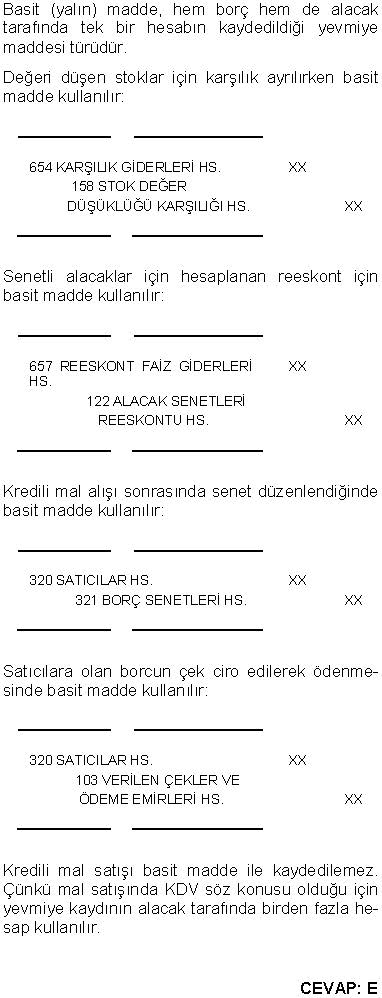 Basit (yalın) madde, hem borç hem de alacak
tarafında tek bir hesabın kaydedildiği yevmiye
maddesi türüdür.
Değeri düşen stoklar için karşılık ayrılırken basit
madde kullanılır:
654 KARŞILIK GİDERLERİ HS. XX
158 STOK DEĞER
DÜŞÜKLÜĞÜ KARŞILIĞI HS. XX
Senetli alacaklar için hesaplanan reeskont için
basit madde kullanılır:
657 REESKONT FAİZ GİDERLERİ XX
HS.
122 ALACAK SENETLERİ
REESKONTU HS. XX
Kredili mal alışı sonrasında senet düzenlendiğinde
basit madde kullanılır:
320 SATICILAR HS. XX
321 BORÇ SENETLERİ HS. XX
Satıcılara olan borcun çek ciro edilerek ödenme-
sinde basit madde kullanılır:
320 SATICILAR HS. XX
103 VERİLEN ÇEKLER VE
ÖDEME EMİRLERİ HS. XX
Kredili mal satışı basit madde ile kaydedilemez.
Çünkü mal satışında KDV söz konusu olduğu için
yevmiye kaydının alacak tarafında birden fazla he-
sap kullanılır.
CEVAP: E